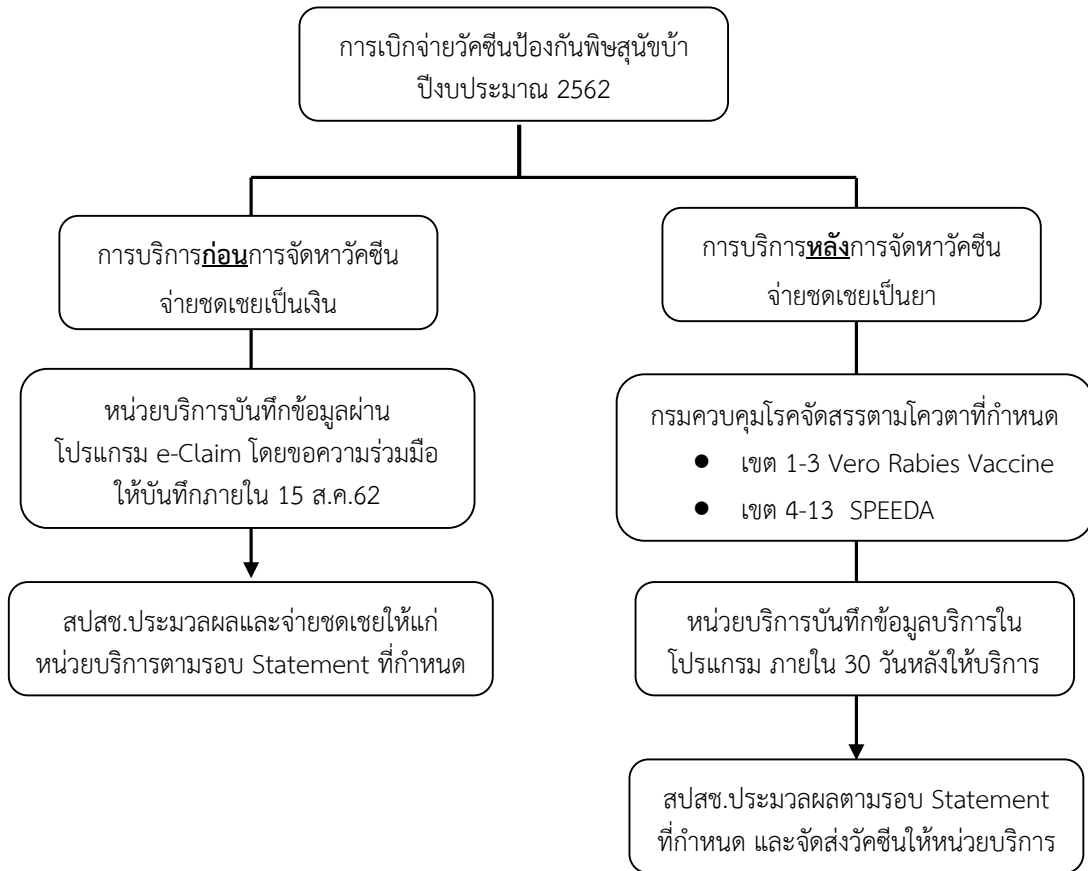 การเบิกจ่ายวัคซีนป้องกันพิษสุนัขบ้า
ปีงบประมาณ 2562
การบริการก่อนการจัดหาวัคซีน
จ่ายชดเชยเป็นเงิน
หน่วยบริการบันทึกข้อมูลผ่าน
โปรแกรม e-Claim โดยขอความร่วมมือ
ให้บันทึกภายใน 15 ส.ค.62
สปสช.ประมวลผลและจ่ายชดเชยให้แก่
หน่วยบริการตามรอบ Statement ที่กำหนด
การบริการหลังการจัดหาวัคซีน
จ่ายชดเชยเป็นยา
กรมควบคุมโรคจัดสรรตามโควตาที่กำหนด
● เขต 1-3 Vero Rabies Vaccine
● เขต 4-13 SPEEDA
หน่วยบริการบันทึกข้อมูลบริการใน
โปรแกรม ภายใน 30 วันหลังให้บริการ
สปสช.ประมวลผลตามรอบ Statement
ที่กำหนด และจัดส่งวัคซีนให้หน่วยบริการ